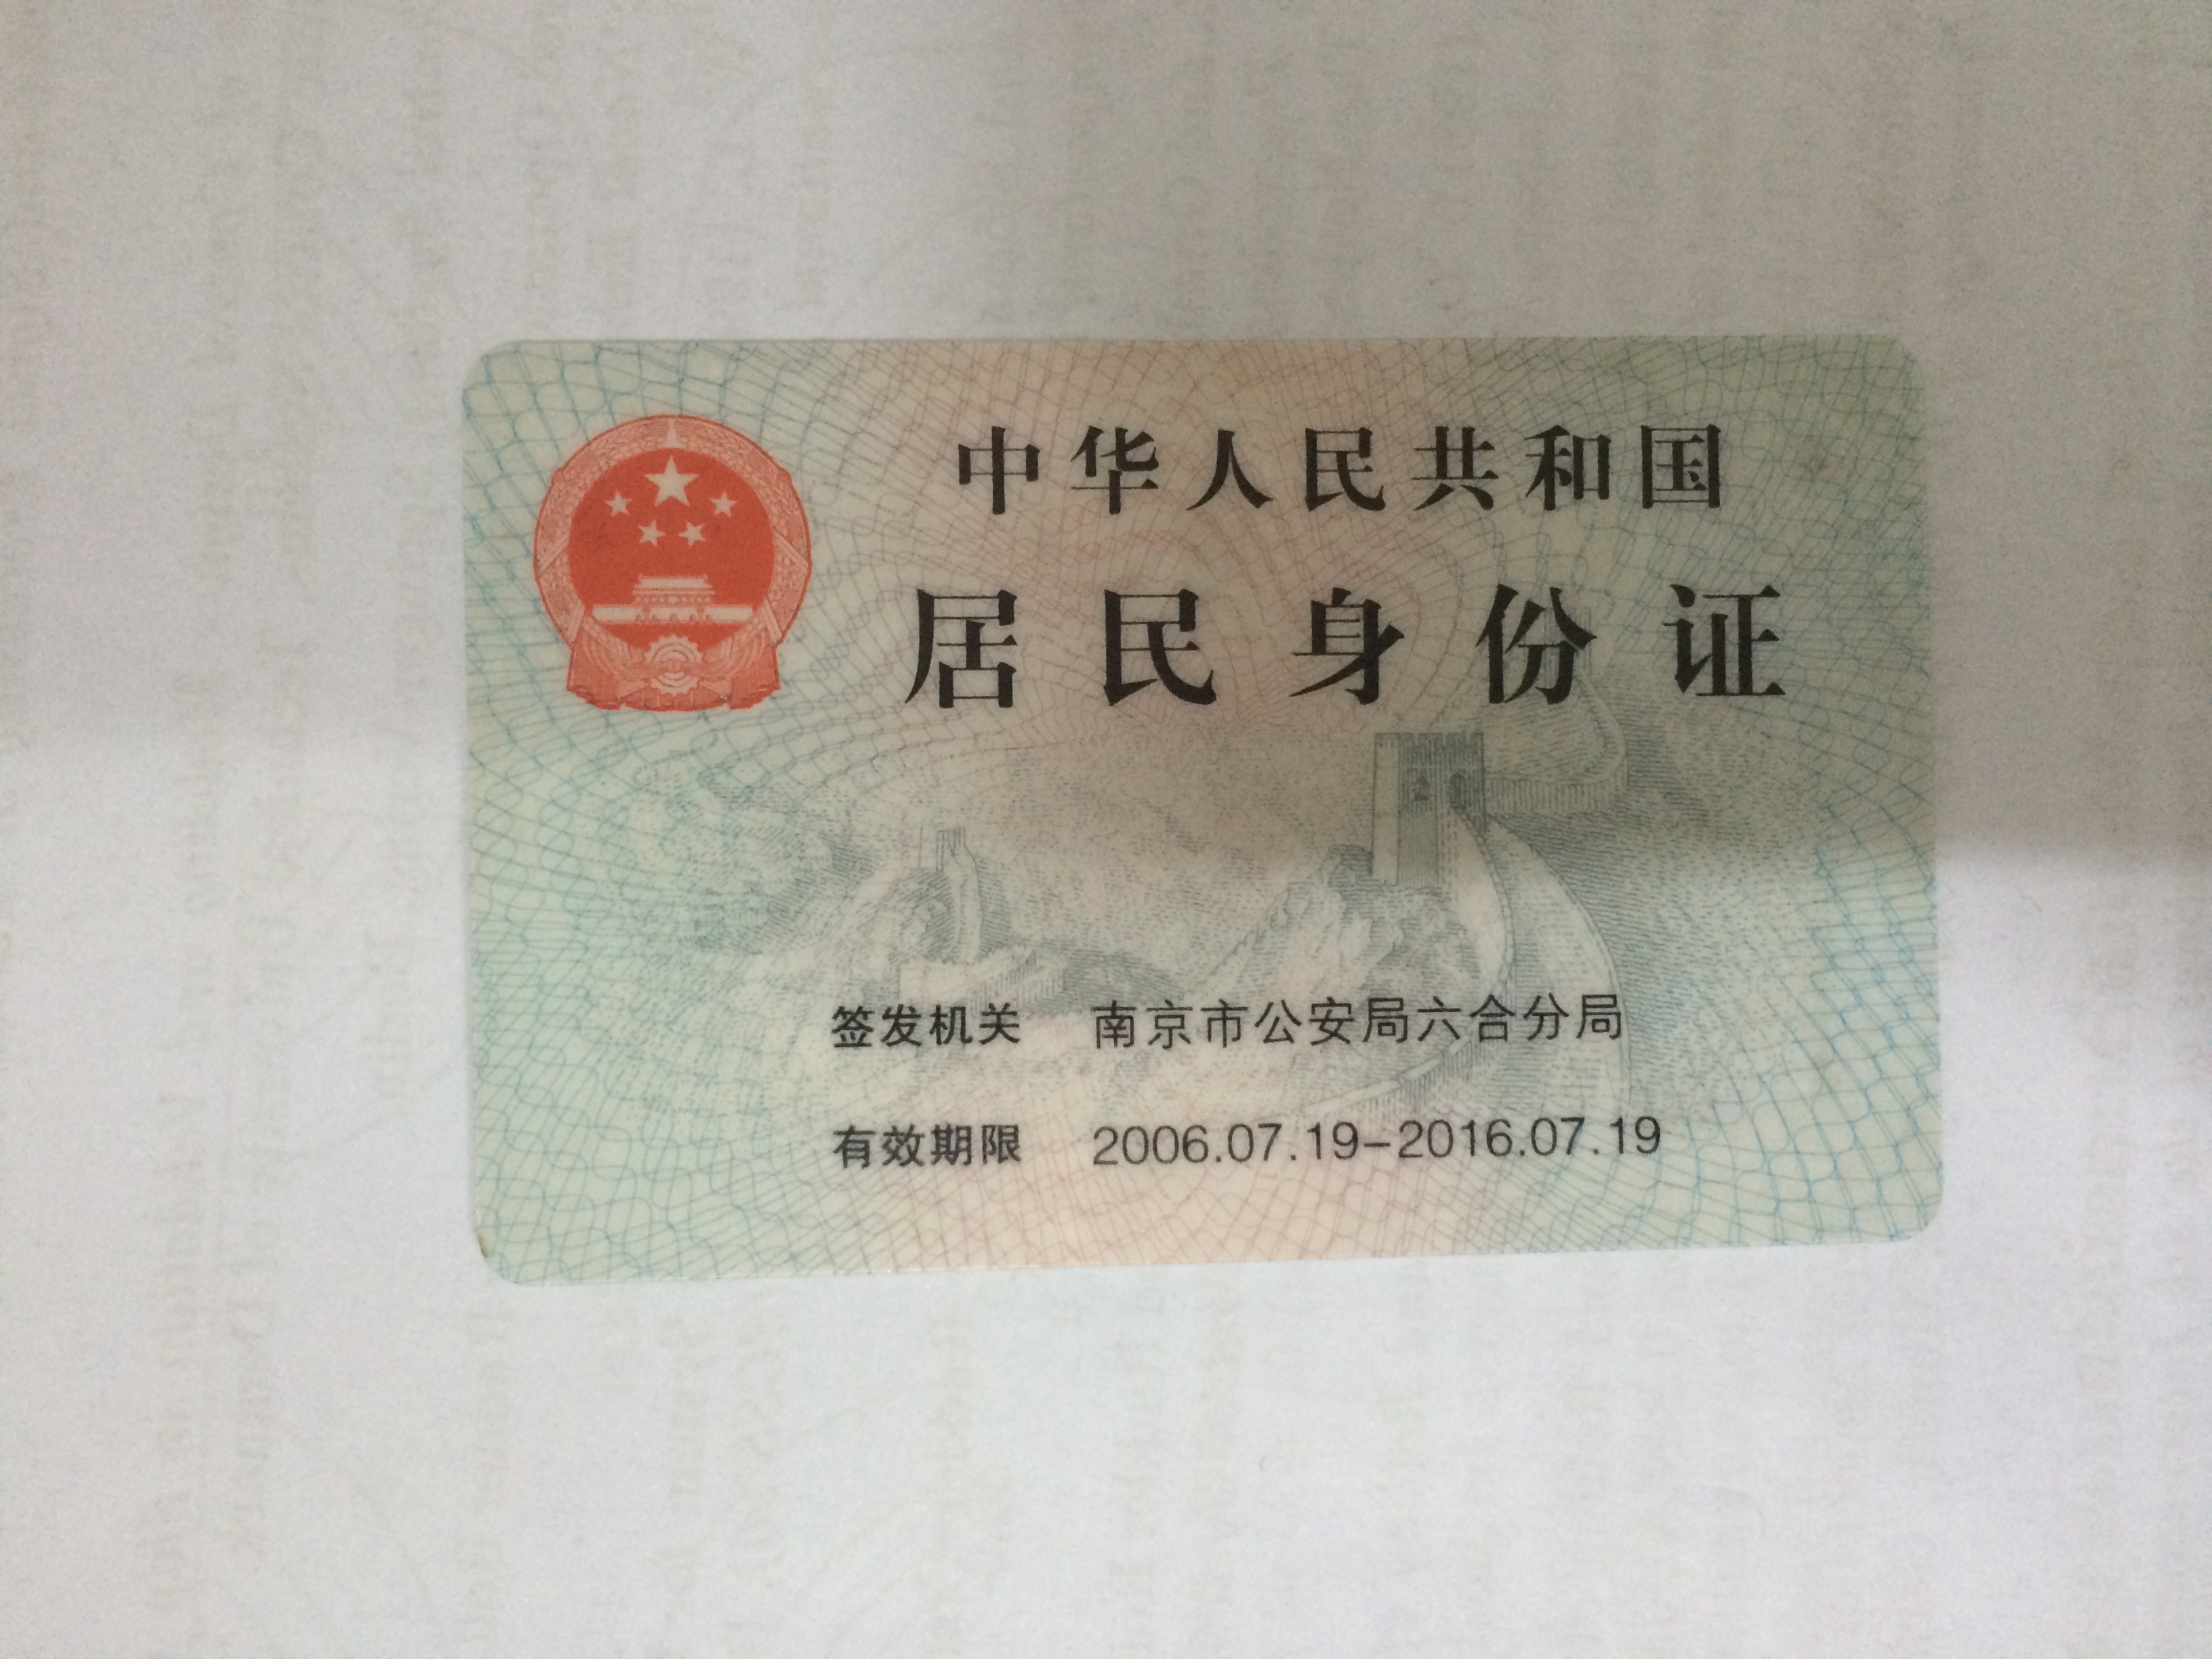 中华人民共和国
居民身份证
签发机关 南京市公安局六合分局
有效期限 2006.07.19-2016.07.19